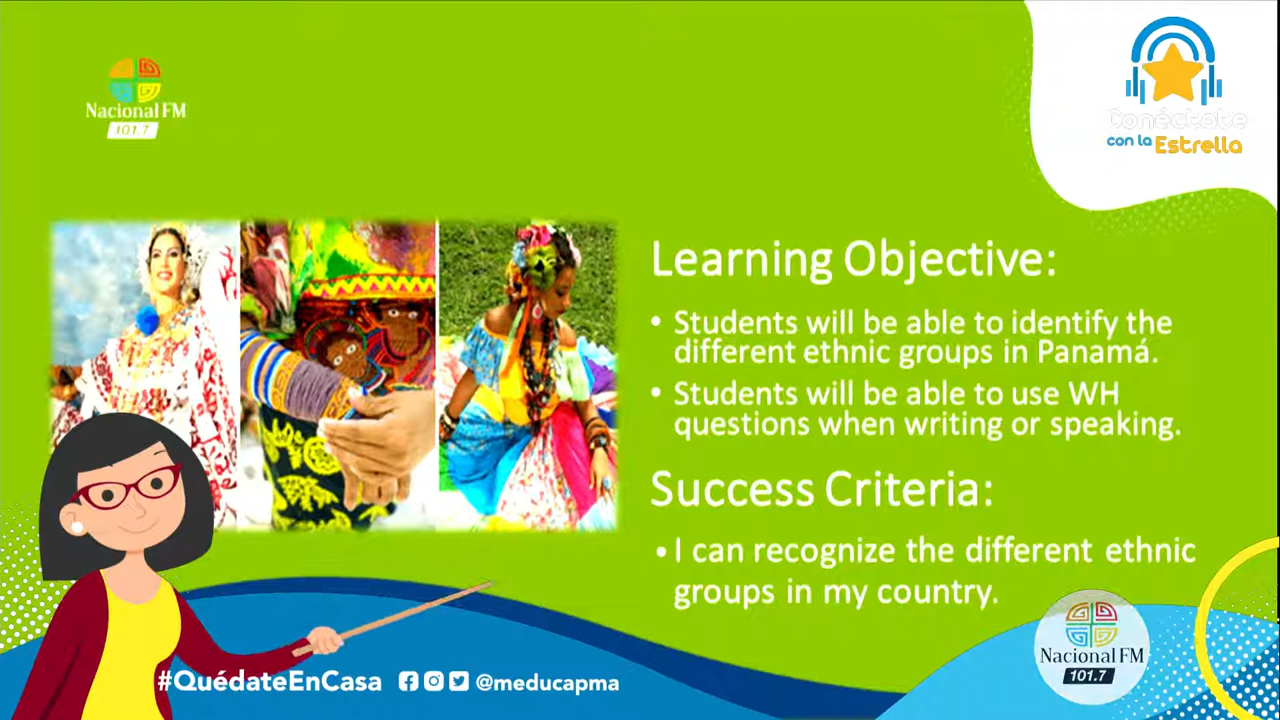 Nacional FM
101.7
Conéctate
con la Estrella
Learning Objective:
• Students will be able to identify the
different ethnic groups in Panamá.
• Students will be able to use WH
questions when writing or speaking.
Success Criteria:
• I can recognize the different ethnic
groups in my country.
Nacional FM
101.7
#QuédateEnCasa @meducapma